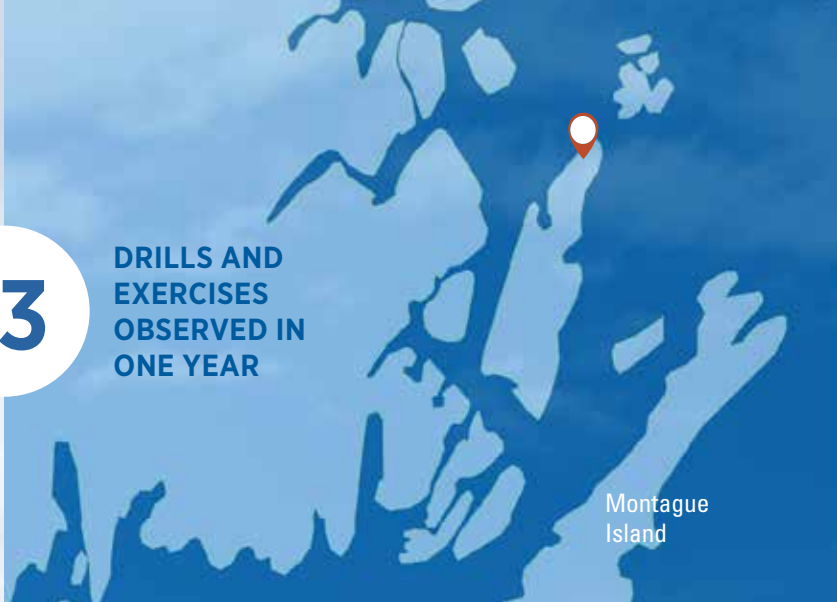 3
DRILLS AND
EXERCISES
OBSERVED IN
ONE YEAR
Montague
Island